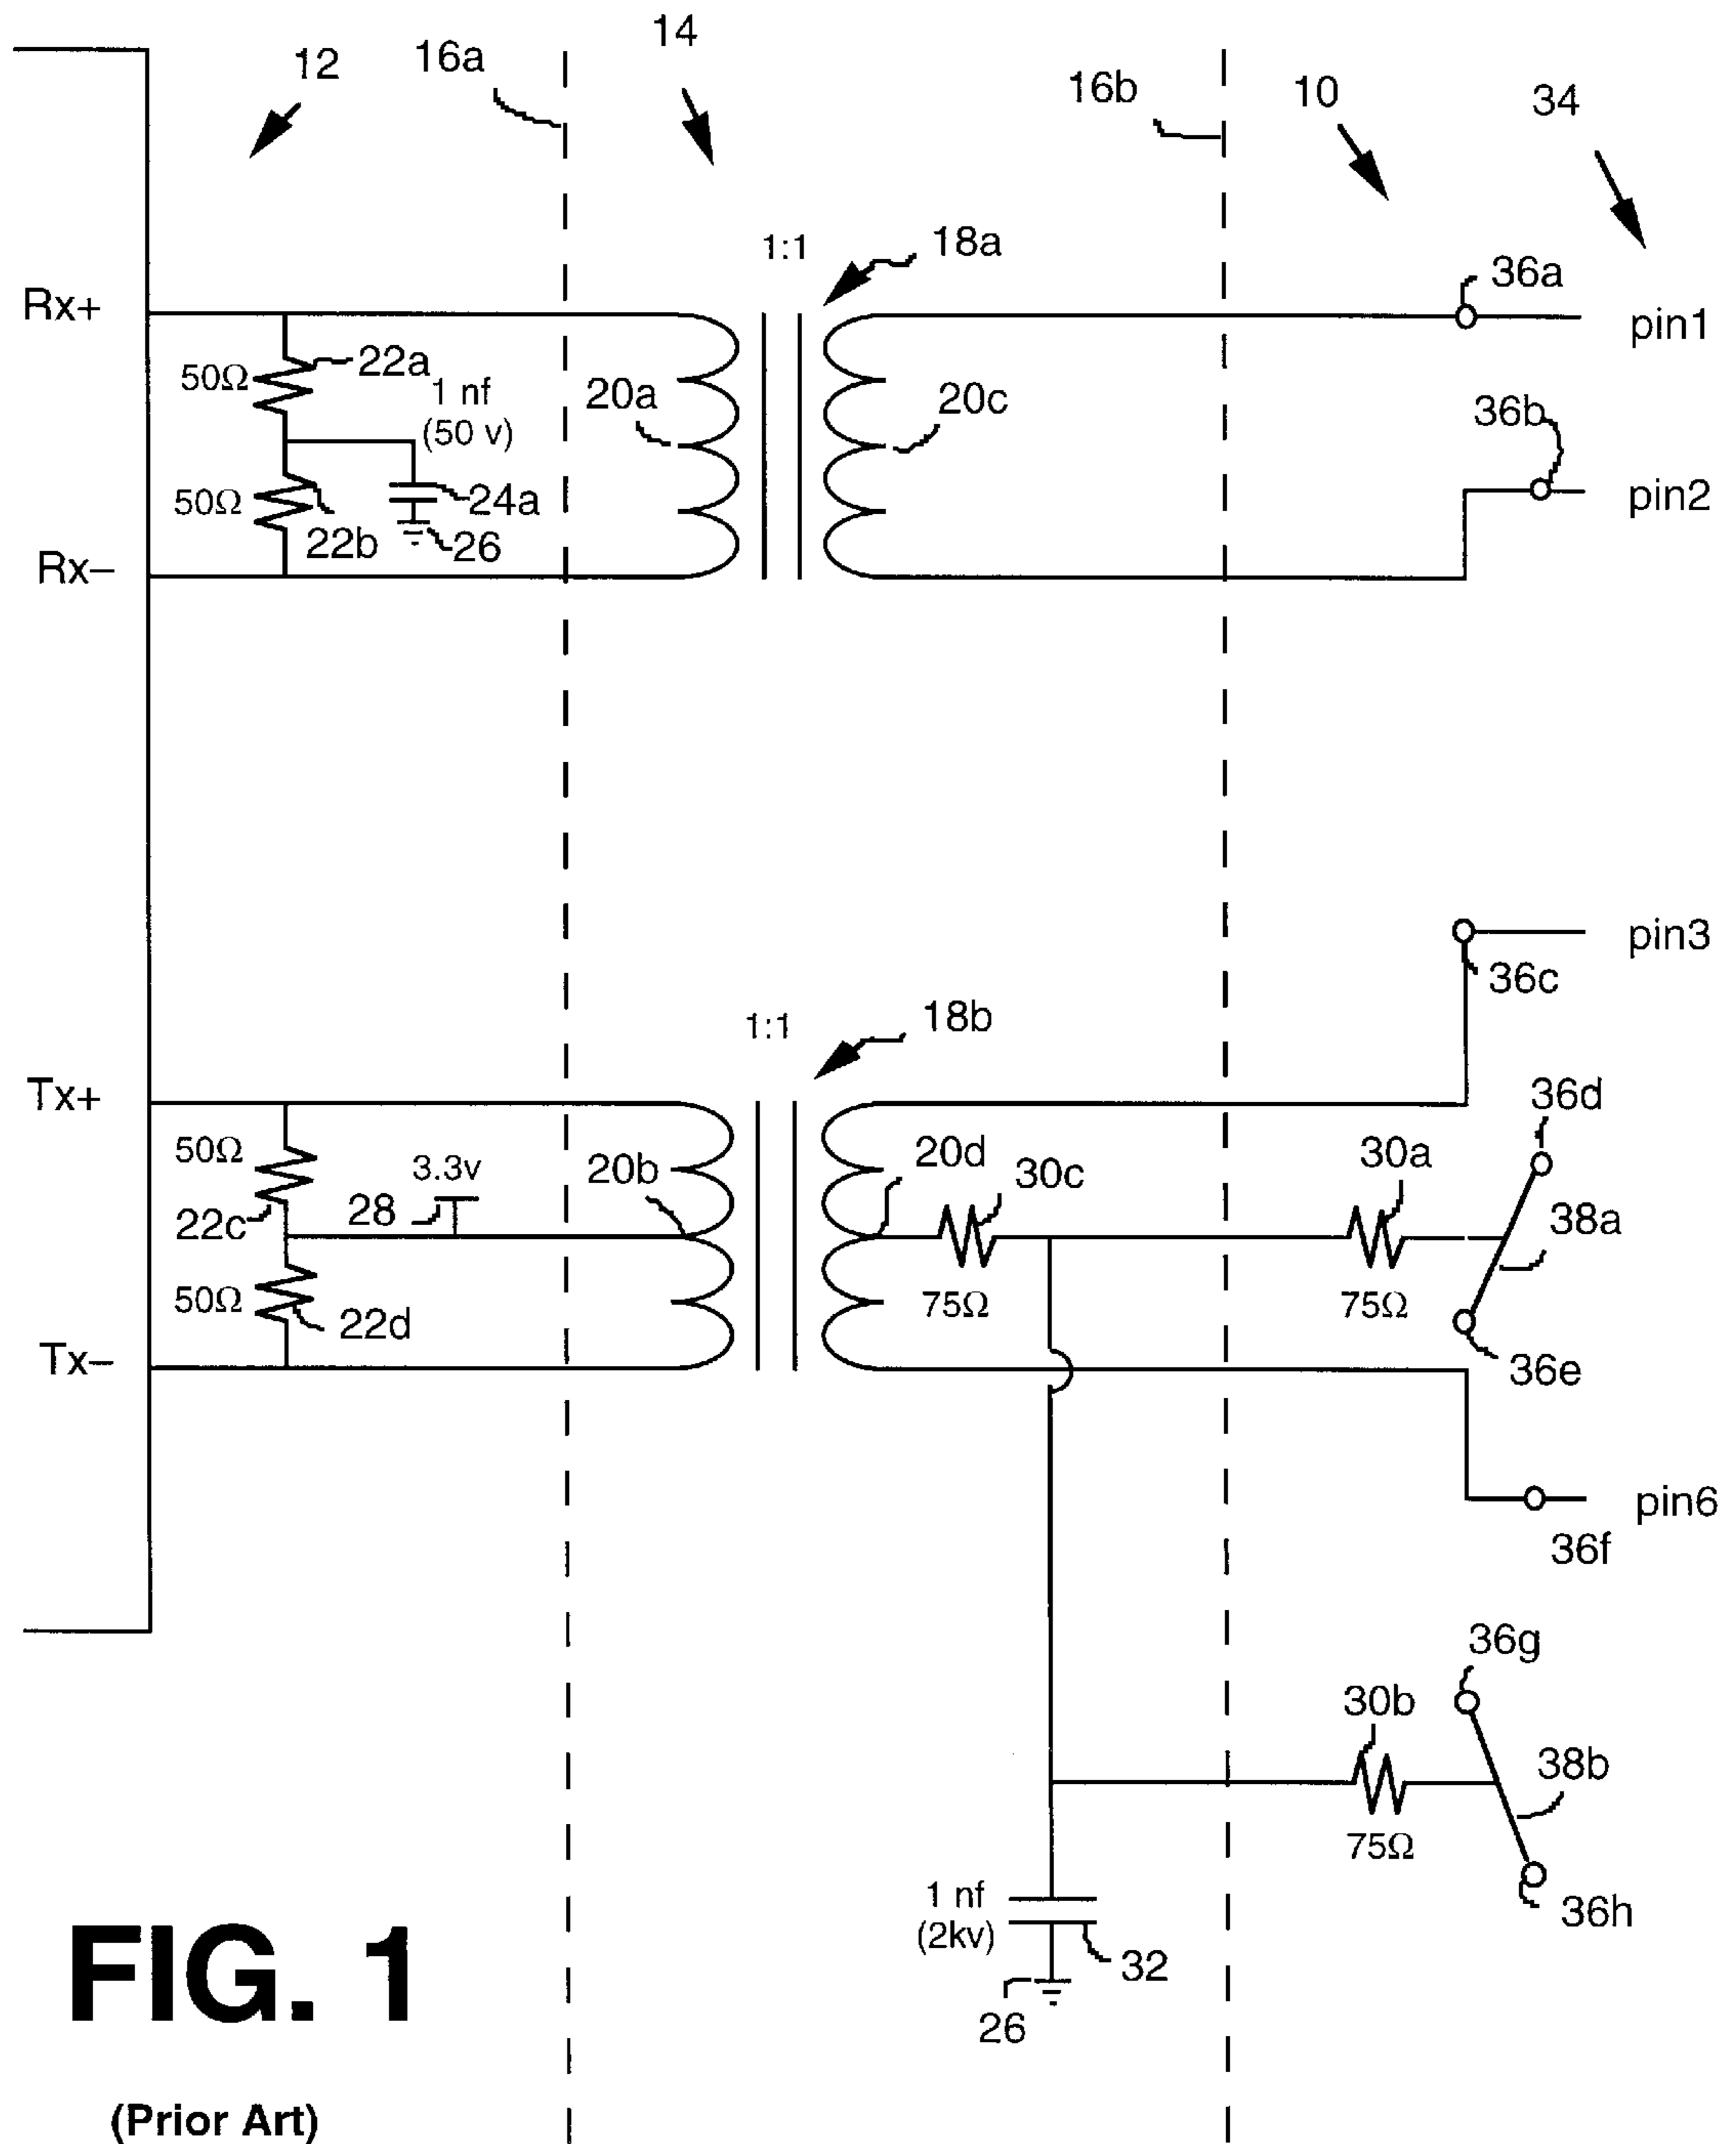 12
16a
14
16b
10
34
1:1
18a
36a
Rx+
pin1
50Ω
22a
1 nf
(50 v)
20a
20c
36b
50Ω
24a
pin2
22b
26
Rx–
pin3
36c
1:1
18b
Tx+
36d
50Ω
3.3v
20b
20d
30c
30a
22c
28
38a
50Ω
22d
75Ω
75Ω
Tx–
36e
pin6
36f
36g
30b
38b
75Ω
1 nf
(2kv)
36h
32
26
FIG. 1
(Prior Art)